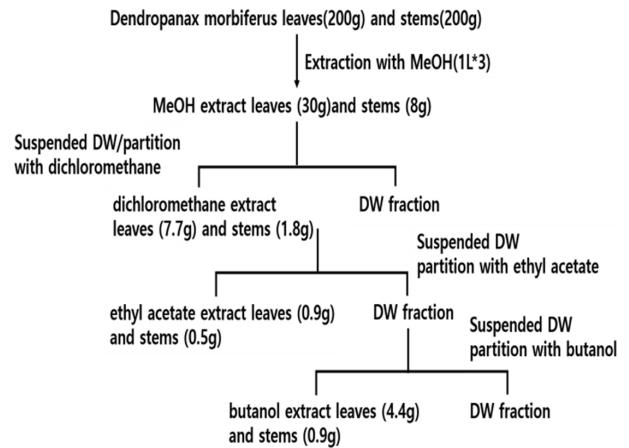 Dendropanax morbiferus leaves(200g) and stems(200g)
Extraction with MeOH(1L*3)
MeOH extract leaves (30g)and stems (8g)
Suspended DW/partition
with dichloromethane
dichloromethane extract
leaves (7.7g) and stems (1.8g)
DW fraction
Suspended DW
partition with ethyl acetate
ethyl acetate extract leaves (0.9g)
and stems (0.5g)
DW fraction
Suspended DW
partition with butanol
butanol extract leaves (4.4g)
and stems (0.9g)
DW fraction